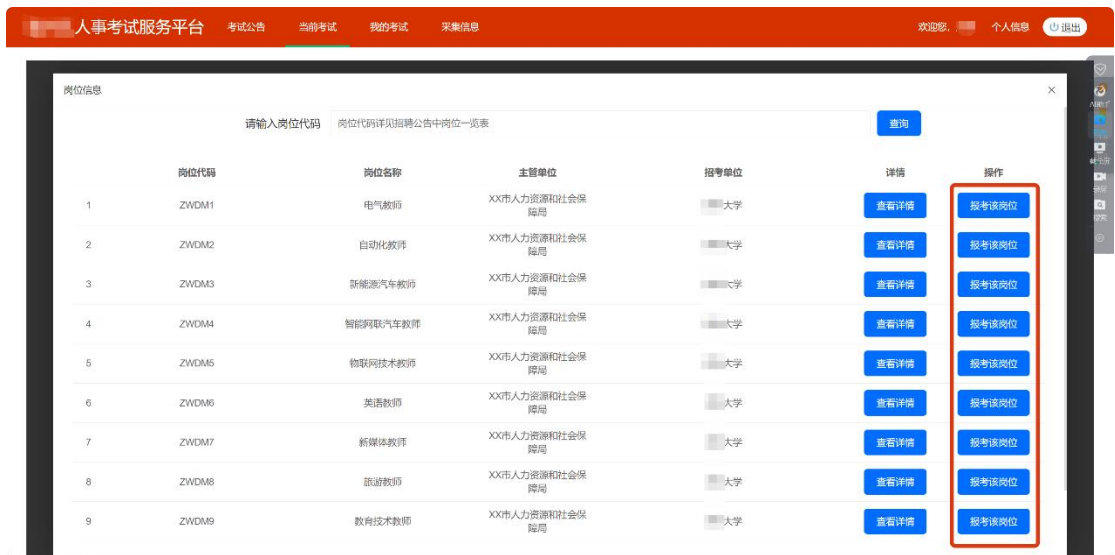 人事考试服务平台 考试公告 当前考试 我的考试 采集信息 欢迎您, 个人信息 退出
岗位信息 ×
请输入岗位代码 岗位代码详见招聘公告中岗位一览表 查询
岗位代码 岗位名称 主管单位 招考单位 详情 操作
1 ZWDM1 电气教师 XX市人力资源和社会保 大学 查看详情 报考该岗位
障局
2 ZWDM2 自动化教师 XX市人力资源和社会保 大学 查看详情 报考该岗位
障局
3 ZWDM3 新能源汽车教师 XX市人力资源和社会保 大学 查看详情 报考该岗位
障局
4 ZWDM4 智能网联汽车教师 XX市人力资源和社会保 大学 查看详情 报考该岗位
障局
5 ZWDM5 物联网技术教师 XX市人力资源和社会保 大学 查看详情 报考该岗位
障局
6 ZWDM6 英语教师 XX市人力资源和社会保 大学 查看详情 报考该岗位
障局
7 ZWDM7 新媒体教师 XX市人力资源和社会保 大学 查看详情 报考该岗位
障局
8 ZWDM8 旅游教师 XX市人力资源和社会保 大学 查看详情 报考该岗位
障局
9 ZWDM9 教育技术教师 XX市人力资源和社会保 大学 查看详情 报考该岗位
障局